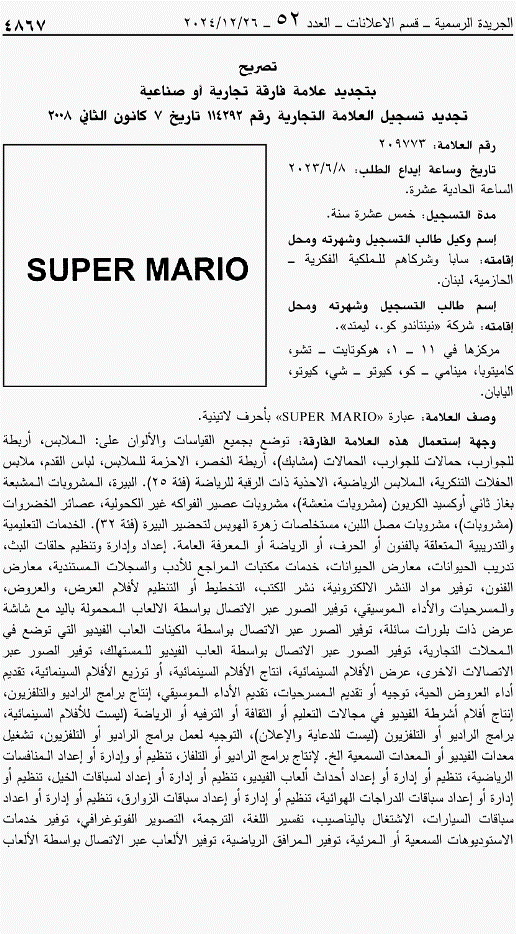 الجريدة الرسمية ــ قسم الاعلانات ــ العدد ٥٢ ــ ٢٠٢٤/١٢/٢٦
٤٨٦٧
تصريح
بتجديد علامة فارقة تجارية أو صناعية
تجديد تسجيل العلامة التجارية رقم ١١٤٢٩٢ تاريخ ٧ كانون الثاني ٢٠٠٨
رقم العلامة: ٢٠٩٧٧٣
تاريخ وساعة إيداع الطلب: ٢٠٢٣/٦/٨
الساعة الحادية عشرة.
مدة التسجيل: خمس عشرة سنة.
إسم وكيل طالب التسجيل وشهرته ومحل
إقامته: سابا وشركاهم للملكية الفكرية ــ
الحازمية، لبنان.
إسم طالب التسجيل وشهرته ومحل
إقامته: شركة «نينتاندو كو.، ليمتد».
مركزها في ١١ ــ ١، هوكوتايت ــ تشو،
كاميتوبا، مينامي ــ كو، كيوتو ــ شي، كيوتو،
اليابان.
SUPER MARIO
وصف العلامة: عبارة «SUPER MARIO» بأحرف لاتينية.
وجهة إستعمال هذه العلامة الفارقة: توضع بجميع القياسات والألوان على: الملابس، أربطة
للجوارب، حمالات للجوارب، الحمالات (مشابك)، أربطة الخصر، الاحزمة للملابس، لباس القدم، ملابس
الحفلات التنكرية، الملابس الرياضية، الاحذية ذات الرقبة للرياضة (فئة ٢٥). البيرة، المشروبات المشبعة
بغاز ثاني أوكسيد الكربون (مشروبات منعشة)، مشروبات عصير الفواكه غير الكحولية، عصائر الخضروات
(مشروبات)، مشروبات مصل اللبن، مستخلصات زهرة الهوبس لتحضير البيرة (فئة ٣٢). الخدمات التعليمية
والتدريبية المتعلقة بالفنون أو الحرف، أو الرياضة أو المعرفة العامة. إعداد وإدارة وتنظيم حلقات البث،
تدريب الحيوانات، معارض الحيوانات، خدمات مكتبات المراجع للأدب والسجلات المستندية، معارض
الفنون، توفير مواد النشر الالكترونية، نشر الكتب، التخطيط أو التنظيم لأفلام العرض، والعروض،
والمسرحيات والأداء الموسيقي، توفير الصور عبر الاتصال بواسطة الالعاب المحمولة باليد مع شاشة
عرض ذات بلورات سائلة، توفير الصور عبر الاتصال بواسطة ماكينات العاب الفيديو التي توضع في
المحلات التجارية، توفير الصور عبر الاتصال بواسطة العاب الفيديو للمستهلك، توفير الصور عبر
الاتصالات الاخرى، عرض الأفلام السينمائية، انتاج الأفلام السينمائية، أو توزيع الأفلام السينمائية، تقديم
أداء العروض الحية، توجيه أو تقديم المسرحيات، تقديم الأداء الموسيقي، إنتاج برامج الراديو والتلفزيون،
إنتاج أفلام أشرطة الفيديو في مجالات التعليم أو الثقافة أو الترفيه أو الرياضة (ليست للأفلام السينمائية،
برامج الراديو أو التلفزيون (ليست للدعاية والإعلان)، التوجيه لعمل برامج الراديو أو التلفزيون، تشغيل
معدات الفيديو أو المعدات السمعية الخ. لإنتاج برامج الراديو أو التلفاز، تنظيم أو وإدارة أو إعداد المنافسات
الرياضية، تنظيم أو إدارة أو إعداد أحداث ألعاب الفيديو، تنظيم أو إدارة أو إعداد لسباقات الخيل، تنظيم أو
إدارة أو إعداد سباقات الدراجات الهوائية، تنظيم أو إدارة أو إعداد سباقات الزوارق، تنظيم أو إدارة أو اعداد
سباقات السيارات، الاشتغال باليناصيب، تفسير اللغة، الترجمة، التصوير الفوتوغرافي، توفير خدمات
الاستوديوهات السمعية أو المرئية، توفير المرافق الرياضية، توفير الألعاب عبر الاتصال بواسطة الألعاب